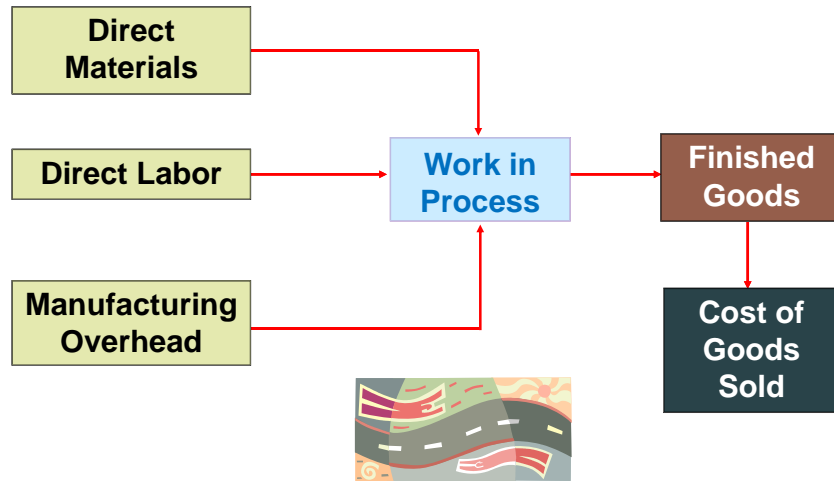 Direct
Materials
Direct Labor
Manufacturing
Overhead
Work in
Process
Finished
Goods
Cost of
Goods
Sold